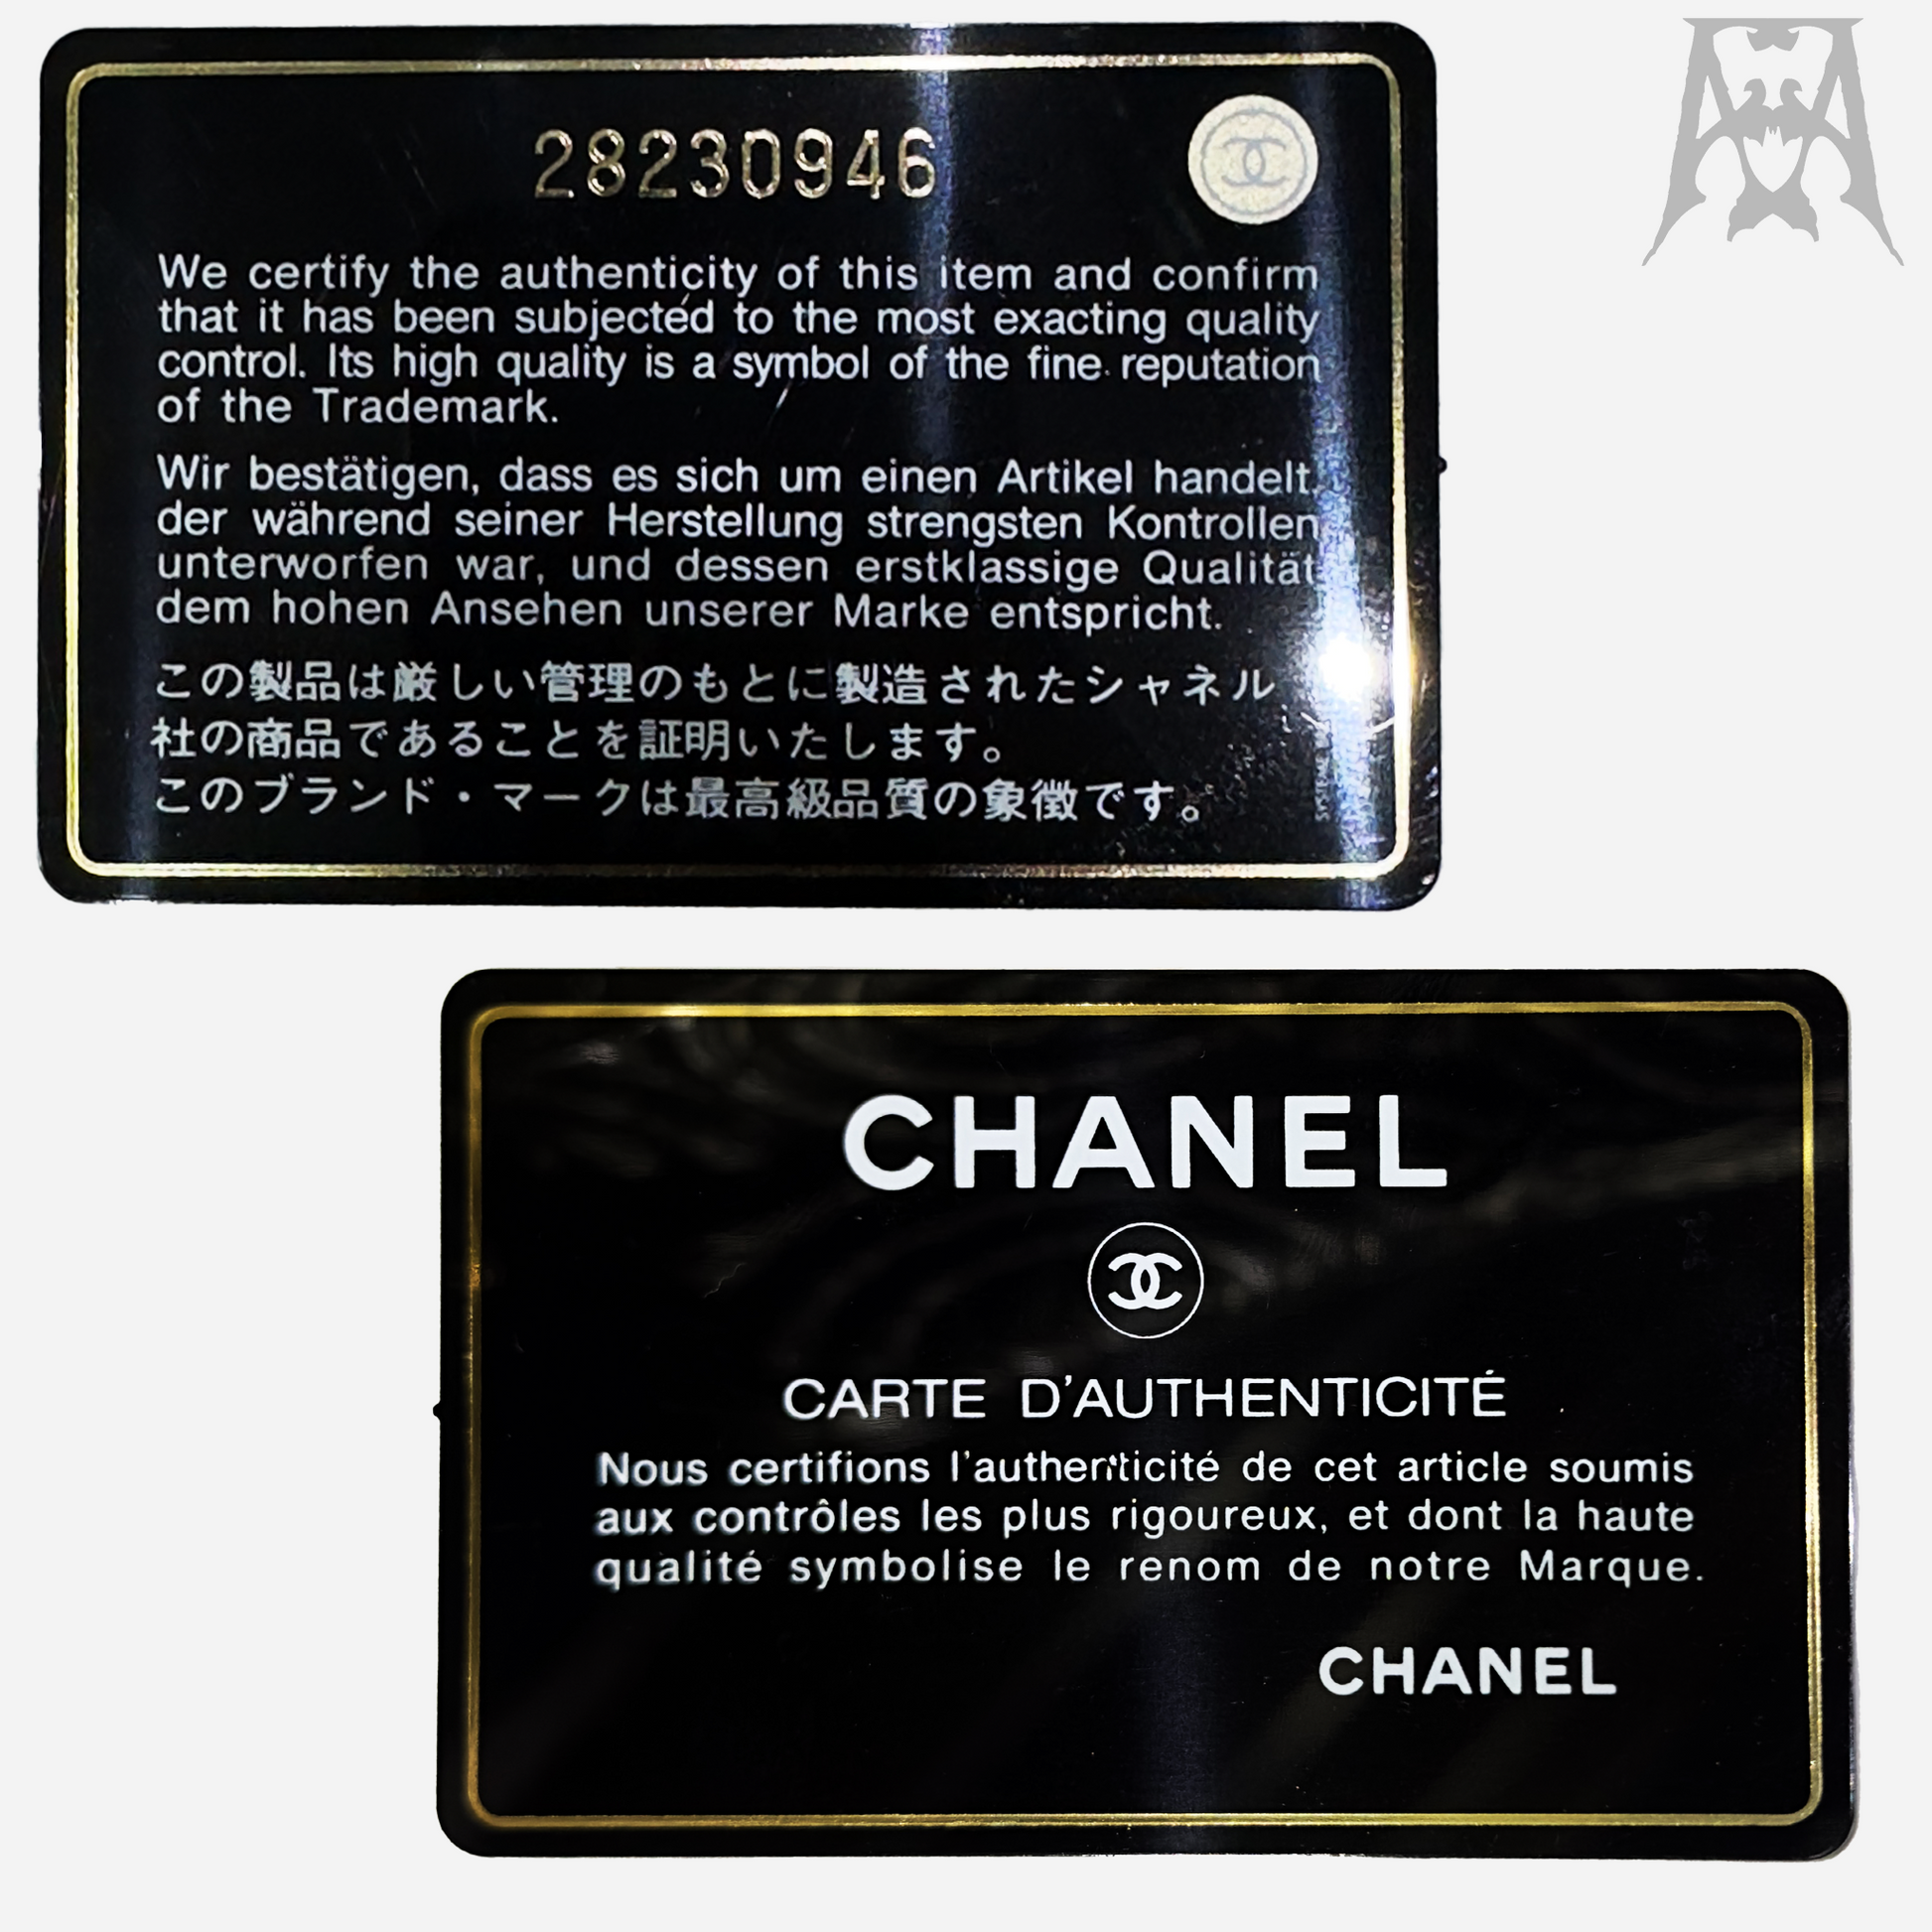 28230946
We certify the authenticity of this item and confirm
that it has been subjected to the most exacting quality
control. Its high quality is a symbol of the fine reputation
of the Trademark.
Wir bestätigen, dass es sich um einen Artikel handelt,
der während seiner Herstellung strengsten Kontrollen
unterworfen war, und dessen erstklassige Qualität
dem hohen Ansehen unserer Marke entspricht.
この製品は厳しい管理のもとに製造されたシャネル
社の商品であることを証明いたします。
このブランド・マークは最高級品質の象徴です。
CHANEL
CARTE D'AUTHENTICITÉ
Nous certifions l'authenticité de cet article soumis
aux contrôles les plus rigoureux, et dont la haute
qualité symbolise le renom de notre Marque.
CHANEL